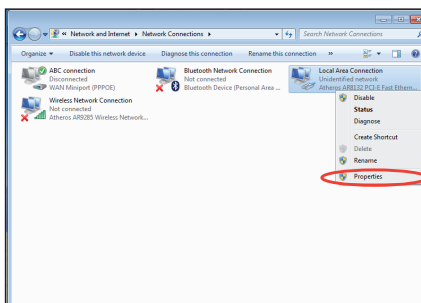 Network and Internet ▸ Network Connections ▸
Search Network Connections
Organize
Disable this network device
Diagnose this connection
Rename this connection
»
ABC connection
Disconnected
WAN Miniport (PPPOE)
Bluetooth Network Connection
Not connected
Bluetooth Device (Personal Area ...
Local Area Connection
Unidentified network
Atheros AR8132 PCI-E Fast Ethern...
Wireless Network Connection
Not connected
Atheros AR9285 Wireless Network...
Disable
Status
Diagnose
Create Shortcut
Delete
Rename
Properties